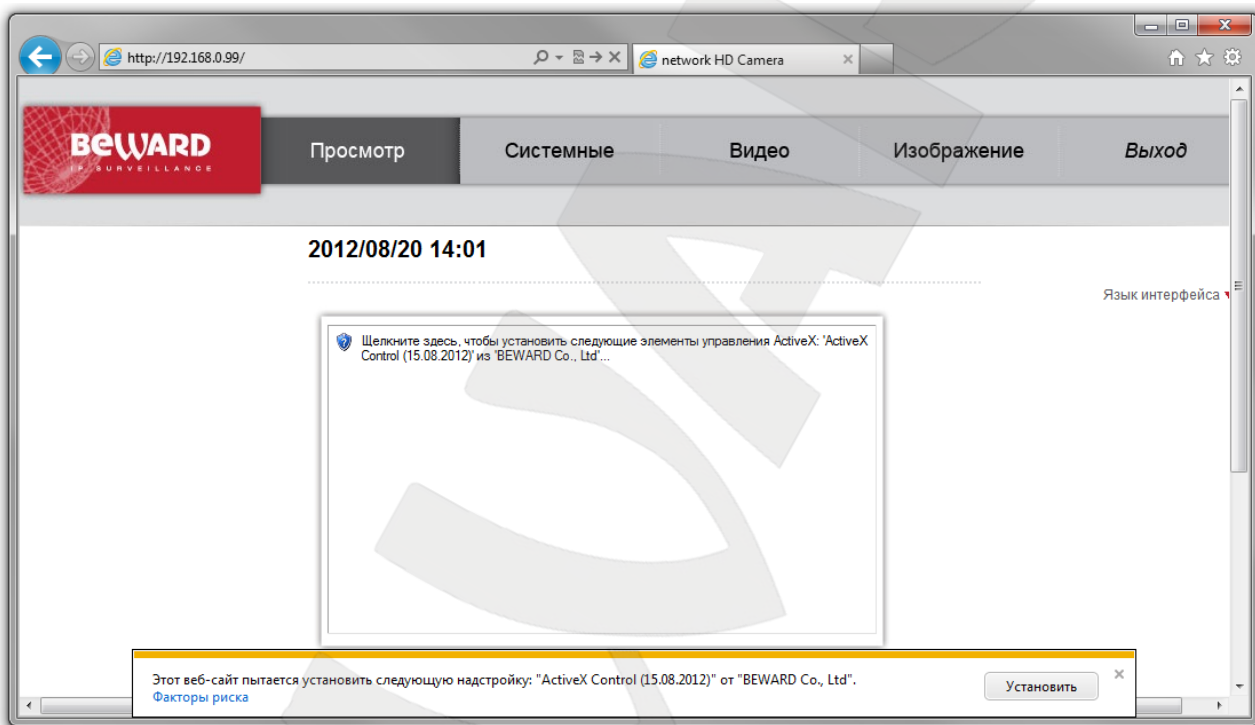 http://192.168.0.99/
network HD Camera
BEWARD
IP SURVEILLANCE
Просмотр
Системные
Видео
Изображение
Выход
2012/08/20 14:01
Язык интерфейса
Щелкните здесь, чтобы установить следующие элементы управления ActiveX: 'ActiveX
Control (15.08.2012)' из 'BEWARD Co., Ltd'...
Этот веб-сайт пытается установить следующую надстройку: "ActiveX Control (15.08.2012)" от "BEWARD Co., Ltd".
Факторы риска
Установить